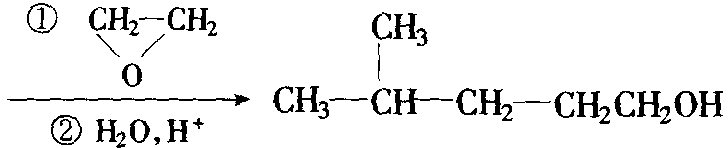 ① CH₂—CH₂
O
CH₃
CH₃—CH—CH₂—CH₂CH₂OH
② H₂O,H⁺